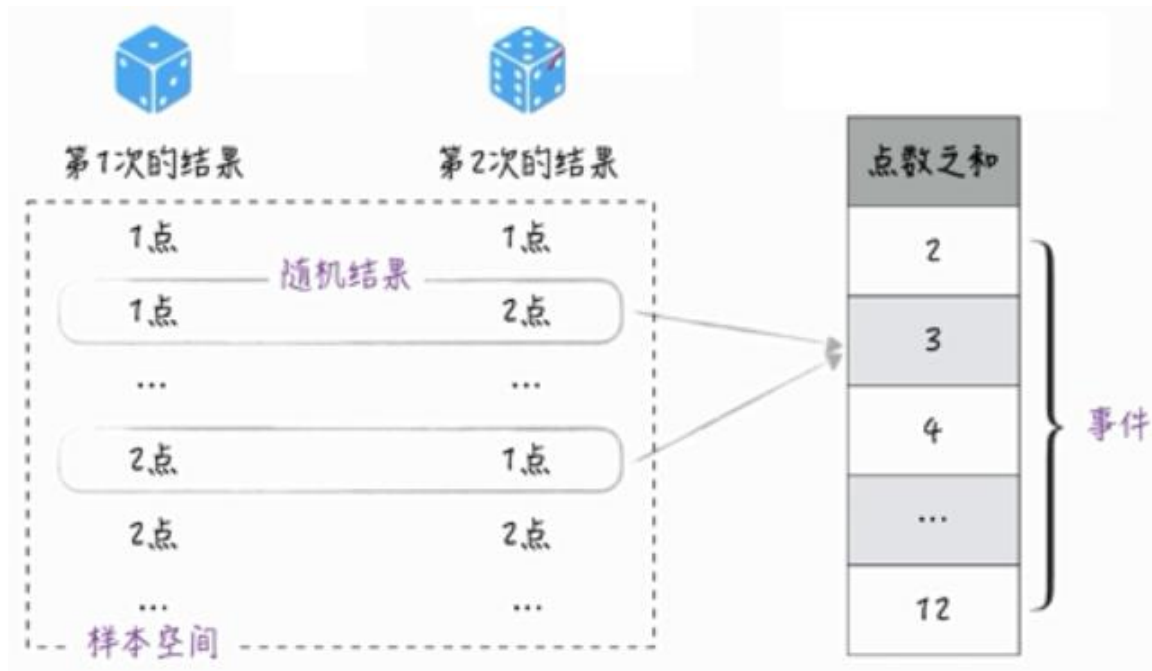 第1次的结果 第2次的结果 点数之和
1点 1点 2
随机结果
1点 2点 3
... ...
4
2点 1点 事件
2点 2点 ...
... ... 12
样本空间